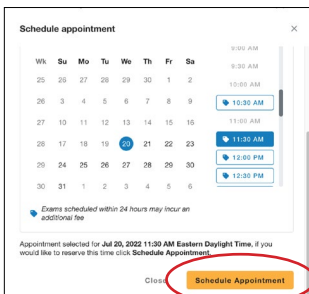 Schedule appointment
9:00 AM
Wk Su Mo Tu We Th Fr Sa
9:30 AM
25 26 27 28 29 30 1 2
10:00 AM
26 3 4 5 6 7 8 9
10:30 AM
27 10 11 12 13 14 15 16
11:00 AM
28 17 18 19 20 21 22 23
11:30 AM
29 24 25 26 27 28 29 30
12:00 PM
30 31 1 2 3 4 5 6
12:30 PM
Exams scheduled within 24 hours may incur an
additional fee
Appointment selected for Jul 20, 2022 11:30 AM Eastern Daylight Time, if you
would like to reserve this time click Schedule Appointment.
Close Schedule Appointment